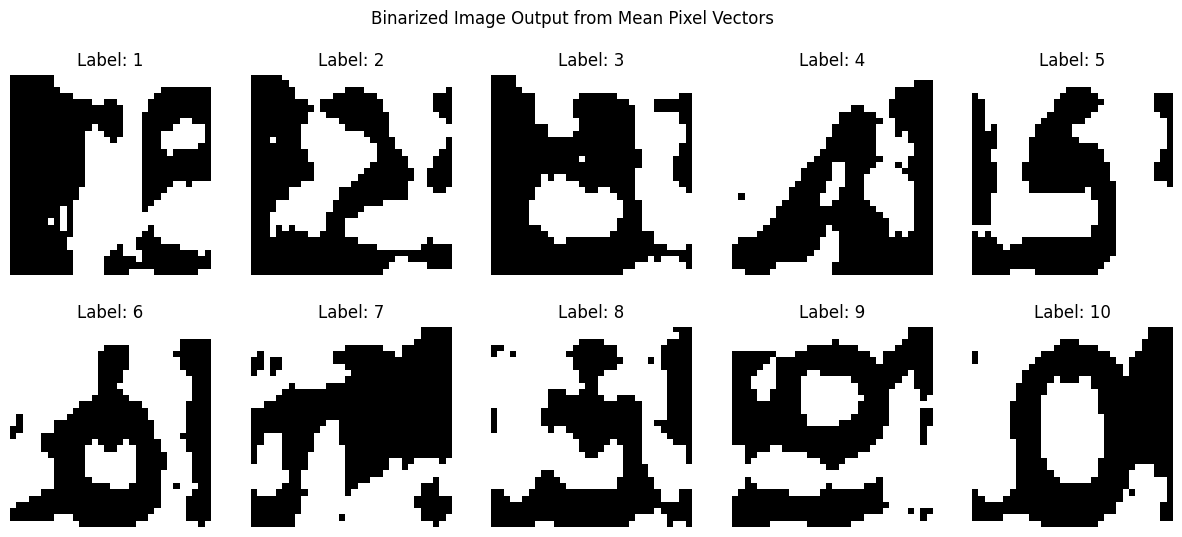 Binarized Image Output from Mean Pixel Vectors
Label: 1 Label: 2 Label: 3 Label: 4 Label: 5
Label: 6 Label: 7 Label: 8 Label: 9 Label: 10